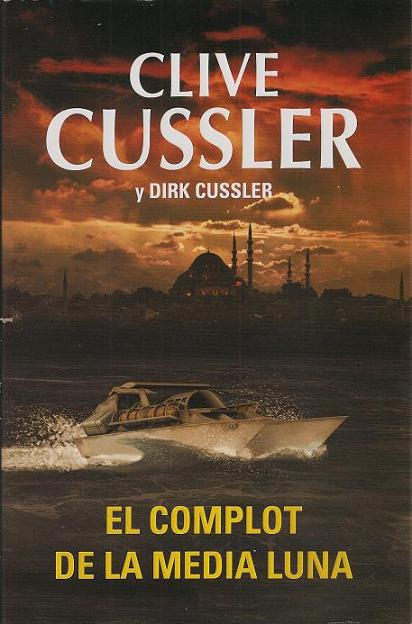 CLIVE
CUSSLER
y DIRK CUSSLER
EL COMPLOT
DE LA MEDIA LUNA